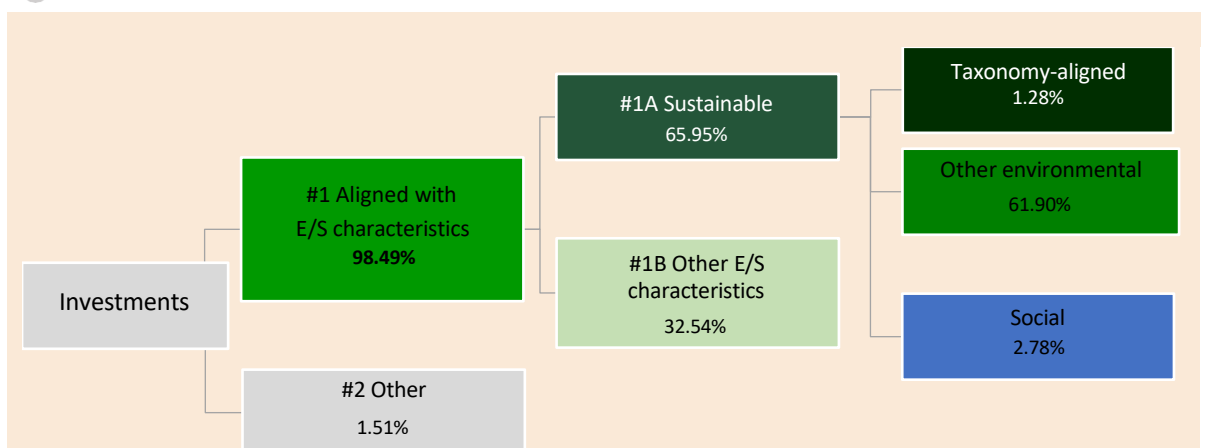 Investments
#1 Aligned with
E/S characteristics
98.49%
#2 Other
1.51%
#1A Sustainable
65.95%
#1B Other E/S
characteristics
32.54%
Taxonomy-aligned
1.28%
Other environmental
61.90%
Social
2.78%